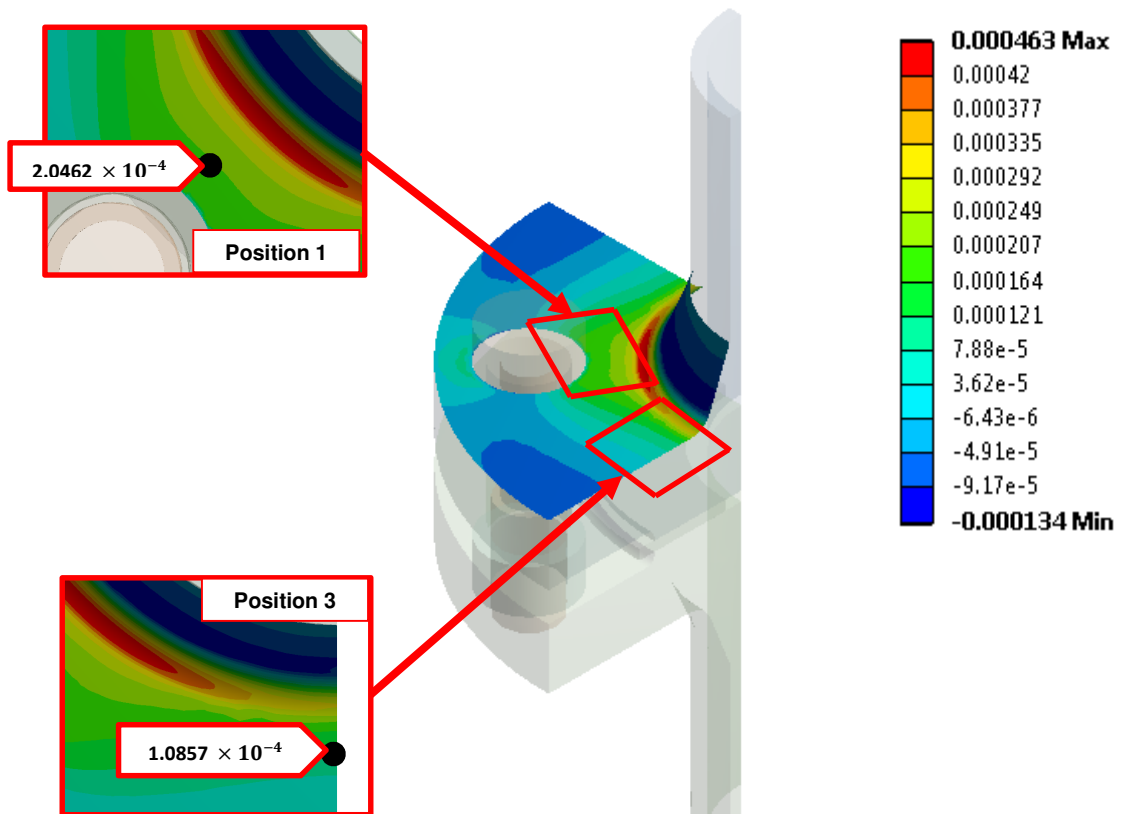 2.0462 × 10⁻⁴
Position 1
Position 3
1.0857 × 10⁻⁴
0.000463 Max
0.00042
0.000377
0.000335
0.000292
0.000249
0.000207
0.000164
0.000121
7.88e-5
3.62e-5
-6.43e-6
-4.91e-5
-9.17e-5
-0.000134 Min